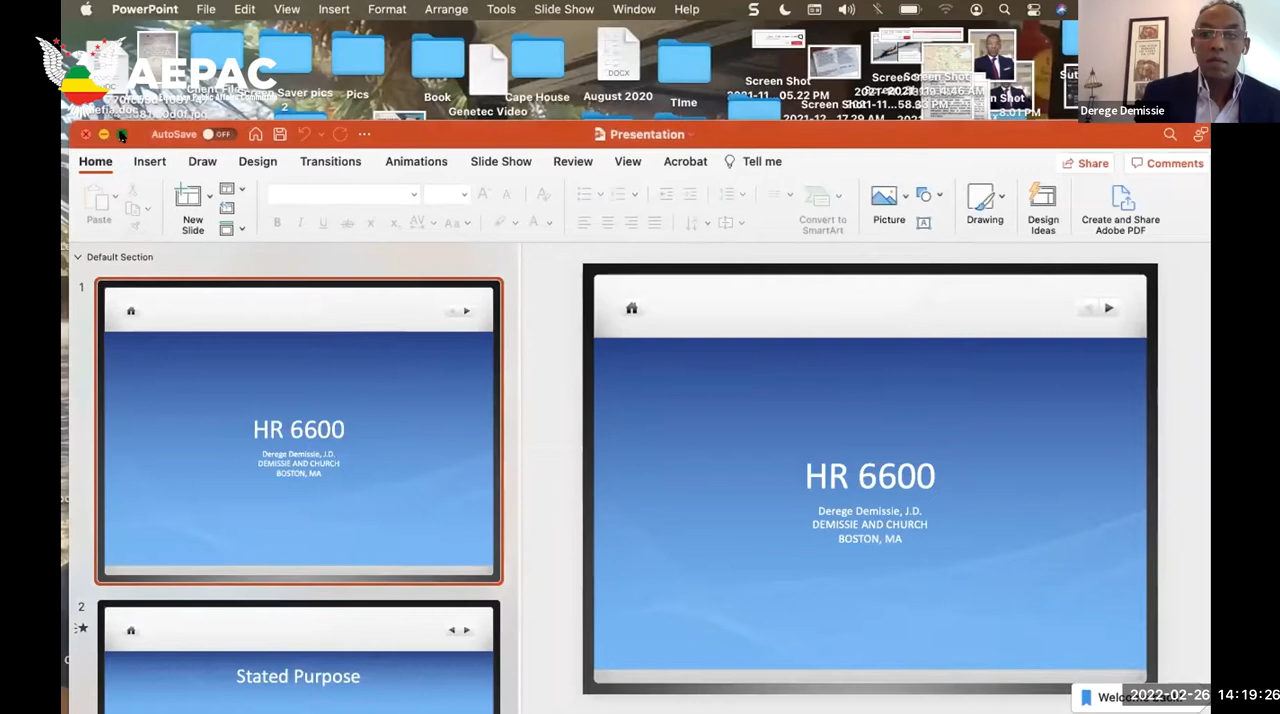 PowerPoint File Edit View Insert Format Arrange Tools Slide Show Window Help
AEPAC
Pics
Book
Genetec Video
Cape House
DOCX
August 2020
TIme
Screen Shot
Derege Demissie
AutoSave OFF
Presentation
Home Insert Draw Design Transitions Animations Slide Show Review View Acrobat Tell me
Share
Comments
Paste
New
Slide
Convert to
SmartArt
Picture
Drawing
Design
Ideas
Create and Share
Adobe PDF
Default Section
1
HR 6600
Derege Demissie, J.D.
DEMISSIE AND CHURCH
BOSTON, MA
2
Stated Purpose
HR 6600
Derege Demissie, J.D.
DEMISSIE AND CHURCH
BOSTON, MA
2022-02-26 14:19:26